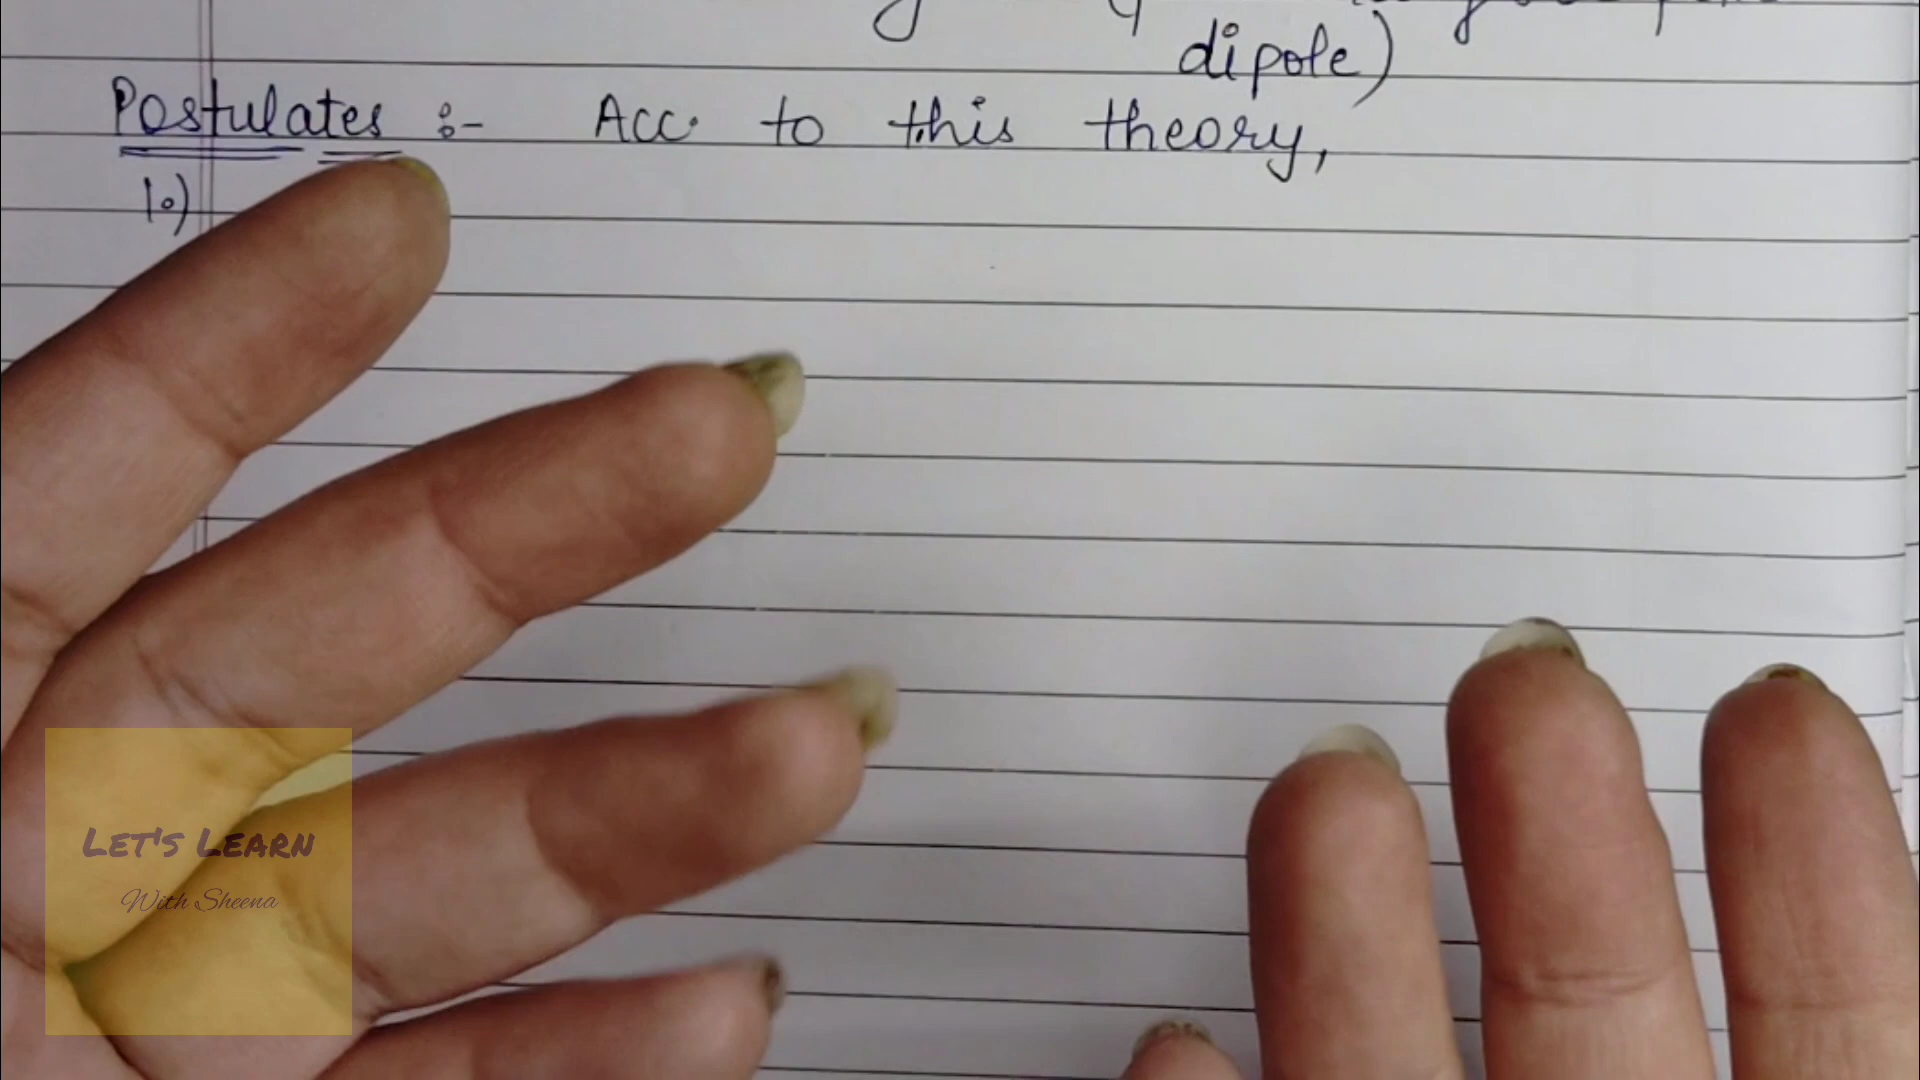 dipole)
Postulates :- Acc. to this theory,
1.)
LET'S LEARN
With Sheena